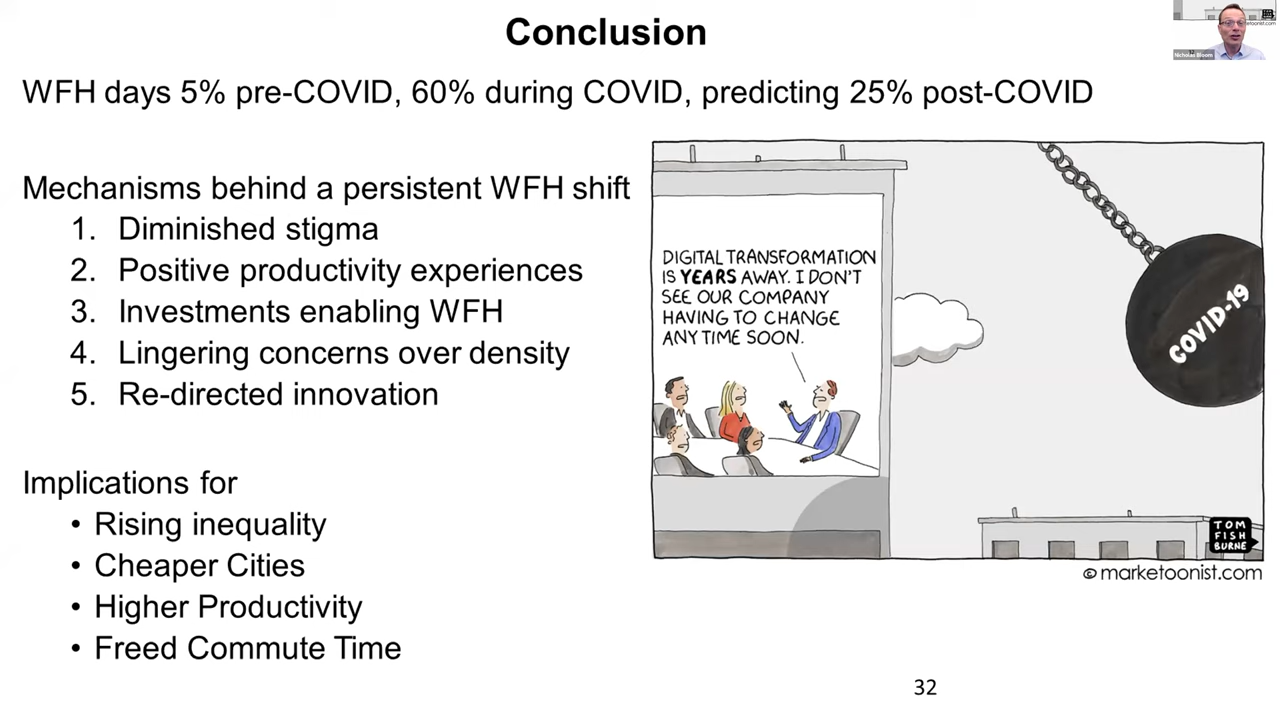 Conclusion
WFH days 5% pre-COVID, 60% during COVID, predicting 25% post-COVID
Mechanisms behind a persistent WFH shift
1. Diminished stigma
2. Positive productivity experiences
3. Investments enabling WFH
4. Lingering concerns over density
5. Re-directed innovation
Implications for
• Rising inequality
• Cheaper Cities
• Higher Productivity
• Freed Commute Time
DIGITAL TRANSFORMATION
IS YEARS AWAY. I DON'T
SEE OUR COMPANY
HAVING TO CHANGE
ANY TIME SOON.
COVID-19
TOM
FISH
BURNE
© marketoonist.com
32
Nicholas Bloom